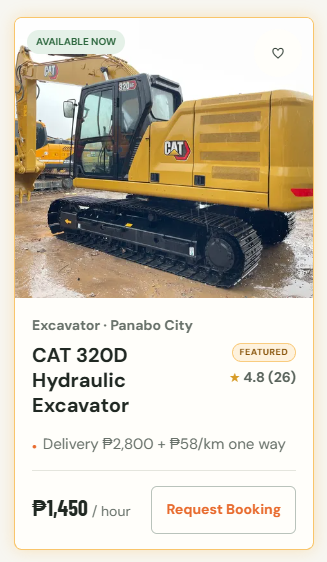 AVAILABLE NOW
CAT
320
CAT
Excavator · Panabo City
CAT 320D
Hydraulic
Excavator
FEATURED
★ 4.8 (26)
• Delivery ₱2,800 + ₱58/km one way
₱1,450 / hour
Request Booking